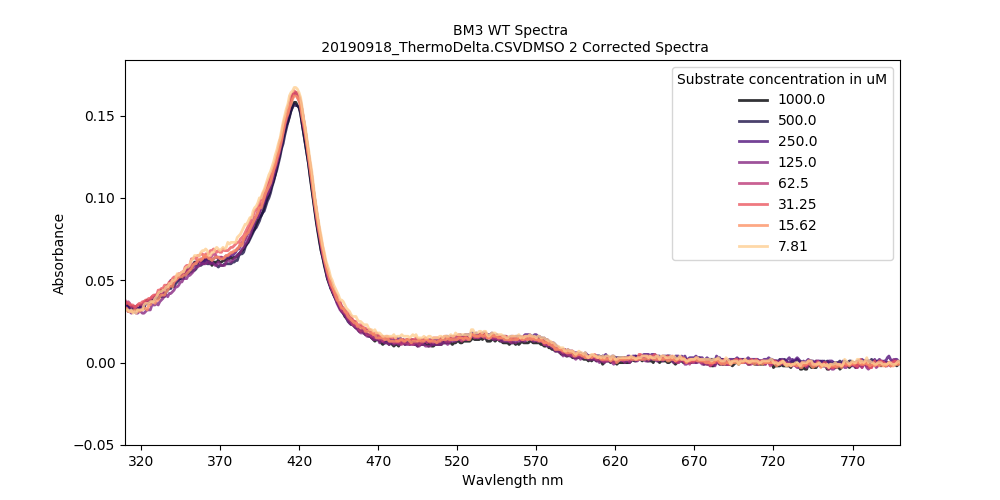 BM3 WT Spectra
20190918_ThermoDelta.CSVDMSO 2 Corrected Spectra
Substrate concentration in uM
1000.0
500.0
250.0
125.0
62.5
31.25
15.62
7.81
0.15
0.10
0.05
0.00
−0.05
Absorbance
320 370 420 470 520 570 620 670 720 770
Wavlength nm